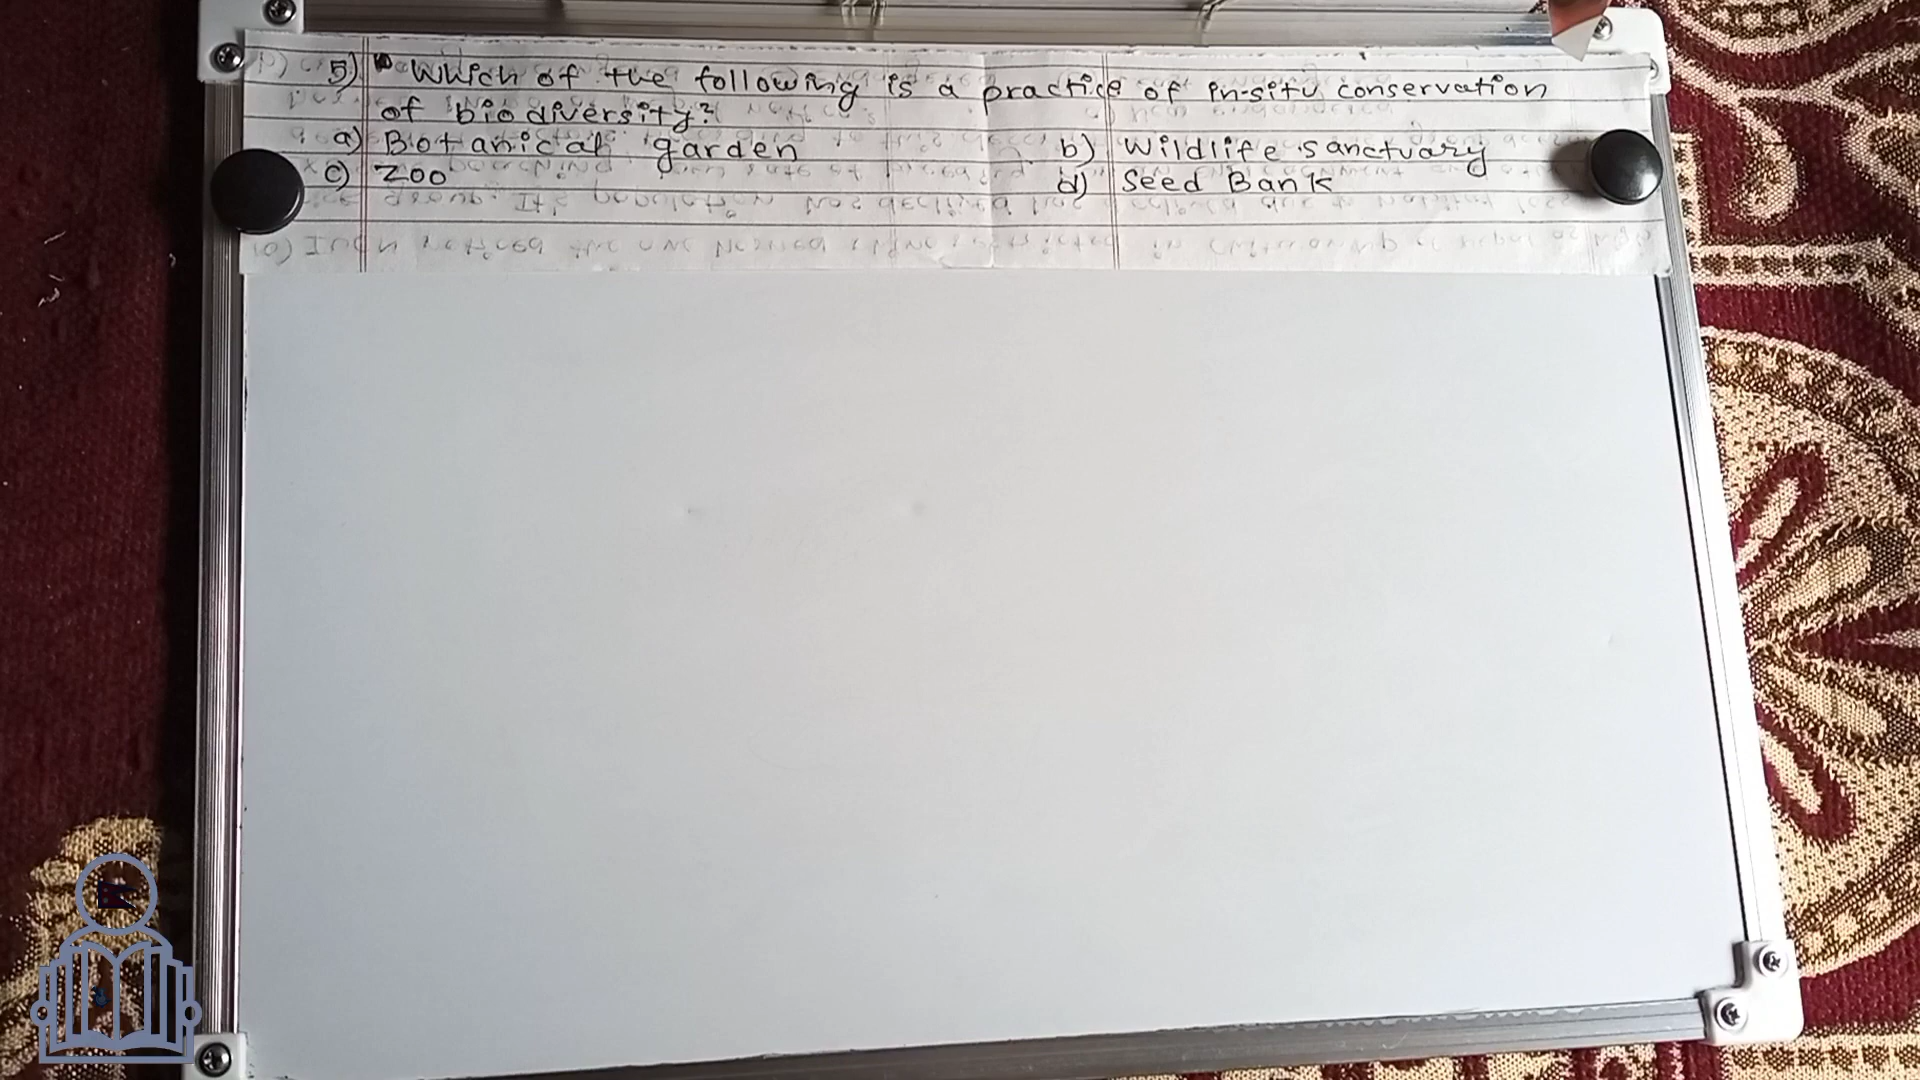 5) Which of the following is a practice of in-situ conservation
of biodiversity?
a) Botanical garden b) Wildlife sanctuary
c) Zoo d) Seed Bank